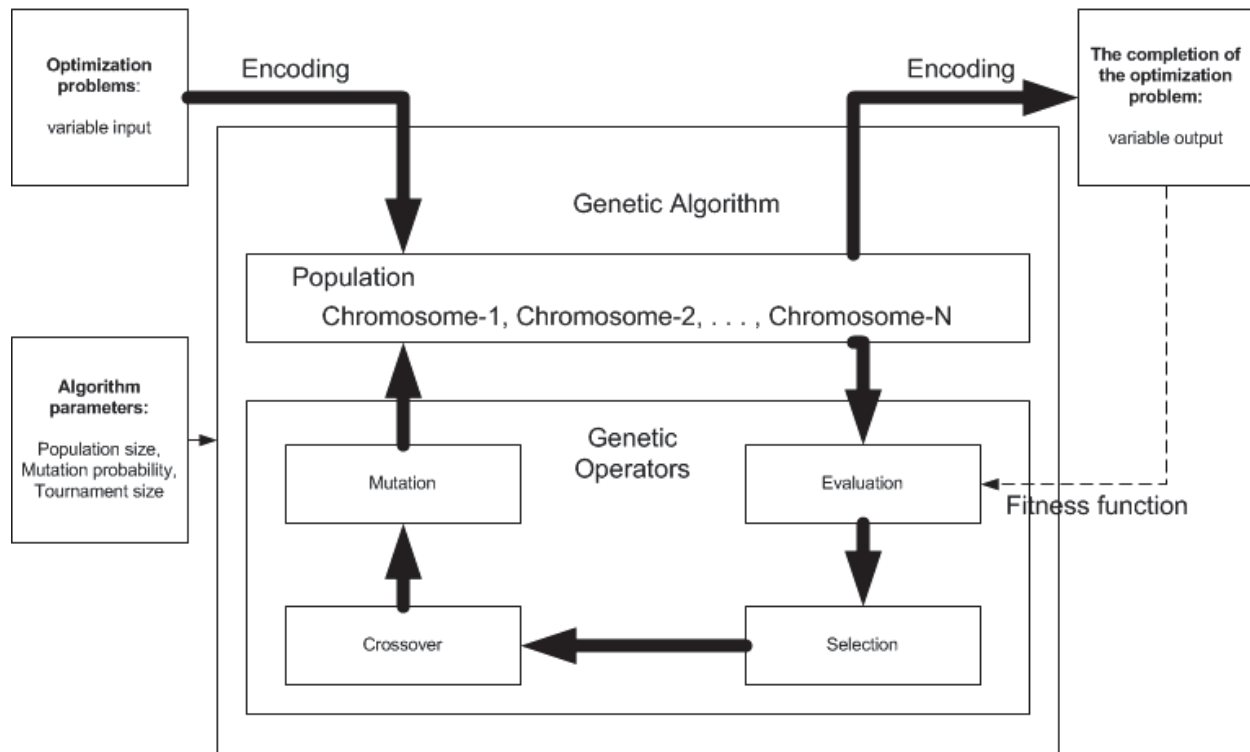 Optimization
problems:
variable input
Encoding
Encoding
The completion of
the optimization
problem:
variable output
Genetic Algorithm
Population
Chromosome-1, Chromosome-2, . . . , Chromosome-N
Algorithm
parameters:
Population size,
Mutation probability,
Tournament size
Genetic
Operators
Mutation
Evaluation
Fitness function
Crossover
Selection